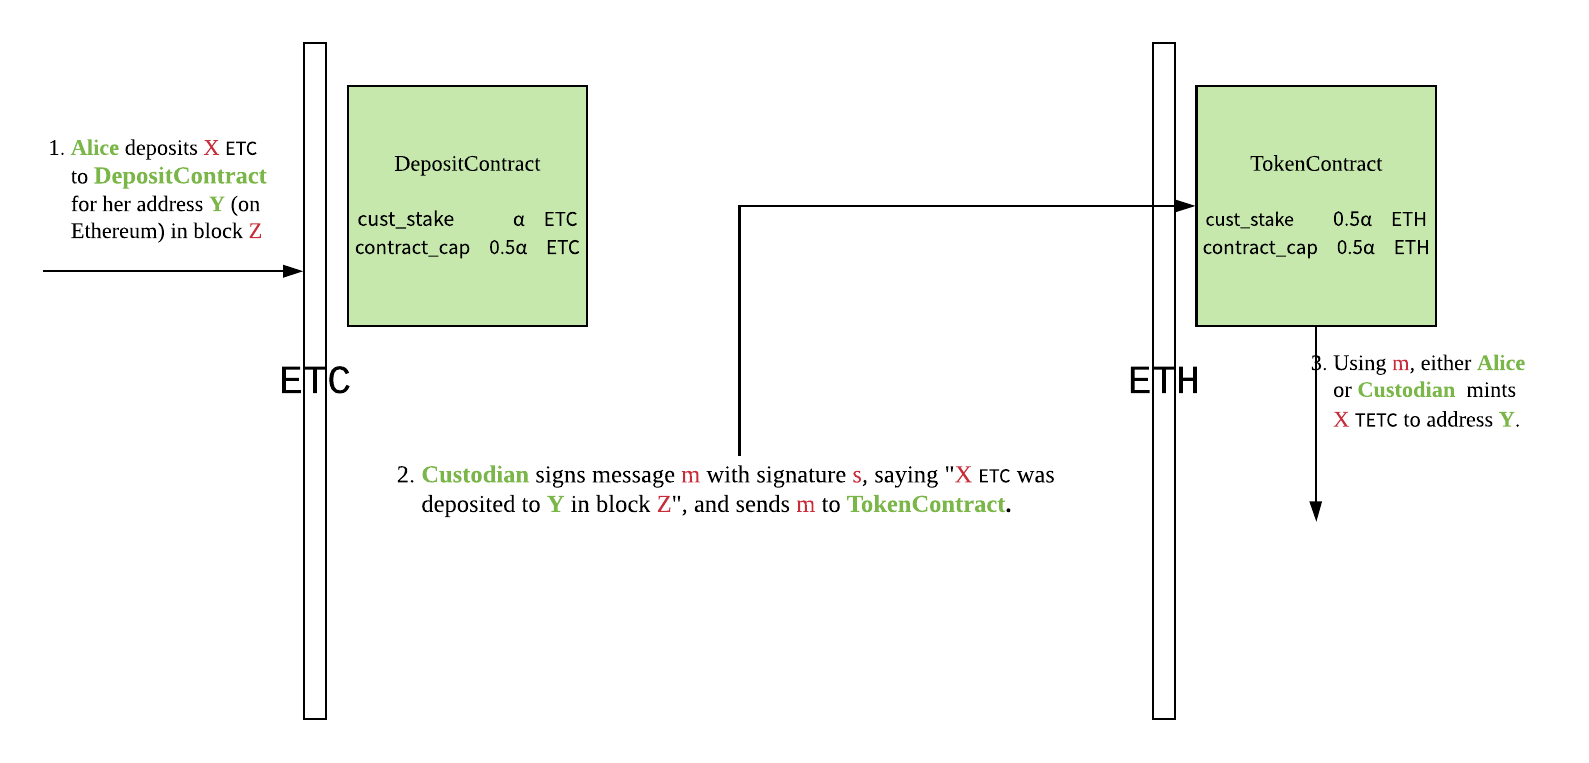 1. Alice deposits X ETC
to DepositContract
for her address Y (on
Ethereum) in block Z
DepositContract
cust_stake α ETC
contract_cap 0.5α ETC
TokenContract
cust_stake 0.5α ETH
contract_cap 0.5α ETH
ETC
ETH
3. Using m, either Alice
or Custodian mints
X TETC to address Y.
2. Custodian signs message m with signature s, saying "X ETC was
deposited to Y in block Z", and sends m to TokenContract.